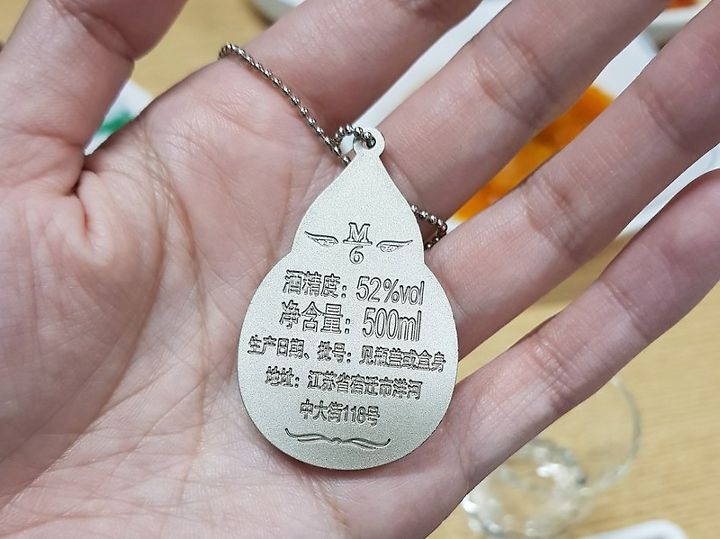 M
6
酒精度：52%vol
净含量：500ml
生产日期、批号：见瓶盖或盒身
地址：江苏省宿迁市洋河
中大街118号